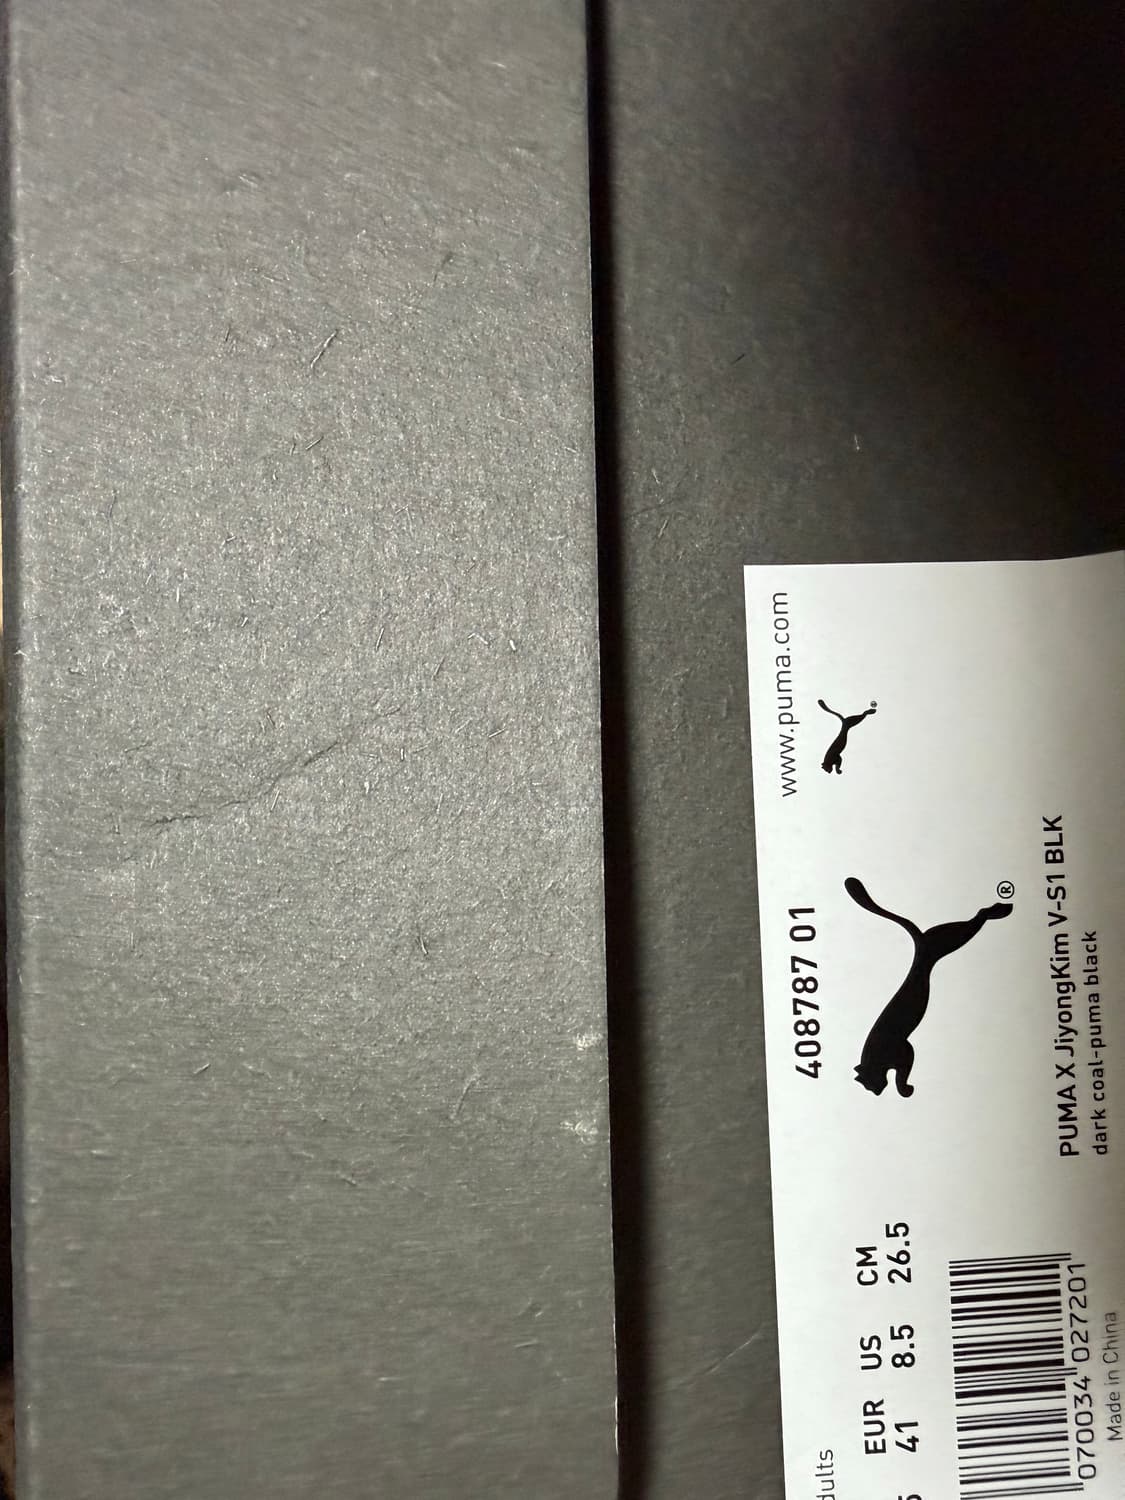 www.puma.com
408787 01
®
PUMA X JiyongKim V-S1 BLK
dark coal-puma black
EUR US CM
41 8.5 26.5
070034 027201
Made in China